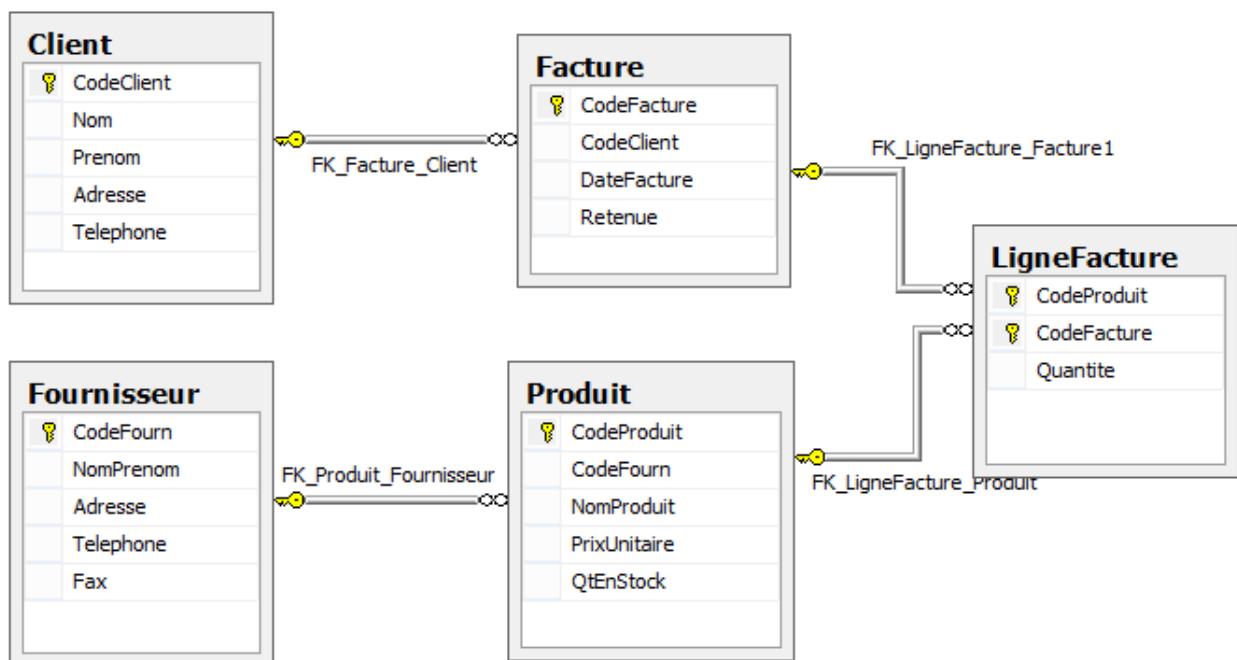 Client
CodeClient
Nom
Prenom
Adresse
Telephone
FK_Facture_Client
Facture
CodeFacture
CodeClient
DateFacture
Retenue
FK_LigneFacture_Facture1
LigneFacture
CodeProduit
CodeFacture
Quantite
Fournisseur
CodeFourn
NomPrenom
Adresse
Telephone
Fax
FK_Produit_Fournisseur
Produit
CodeProduit
CodeFourn
NomProduit
PrixUnitaire
QtEnStock
FK_LigneFacture_Produit